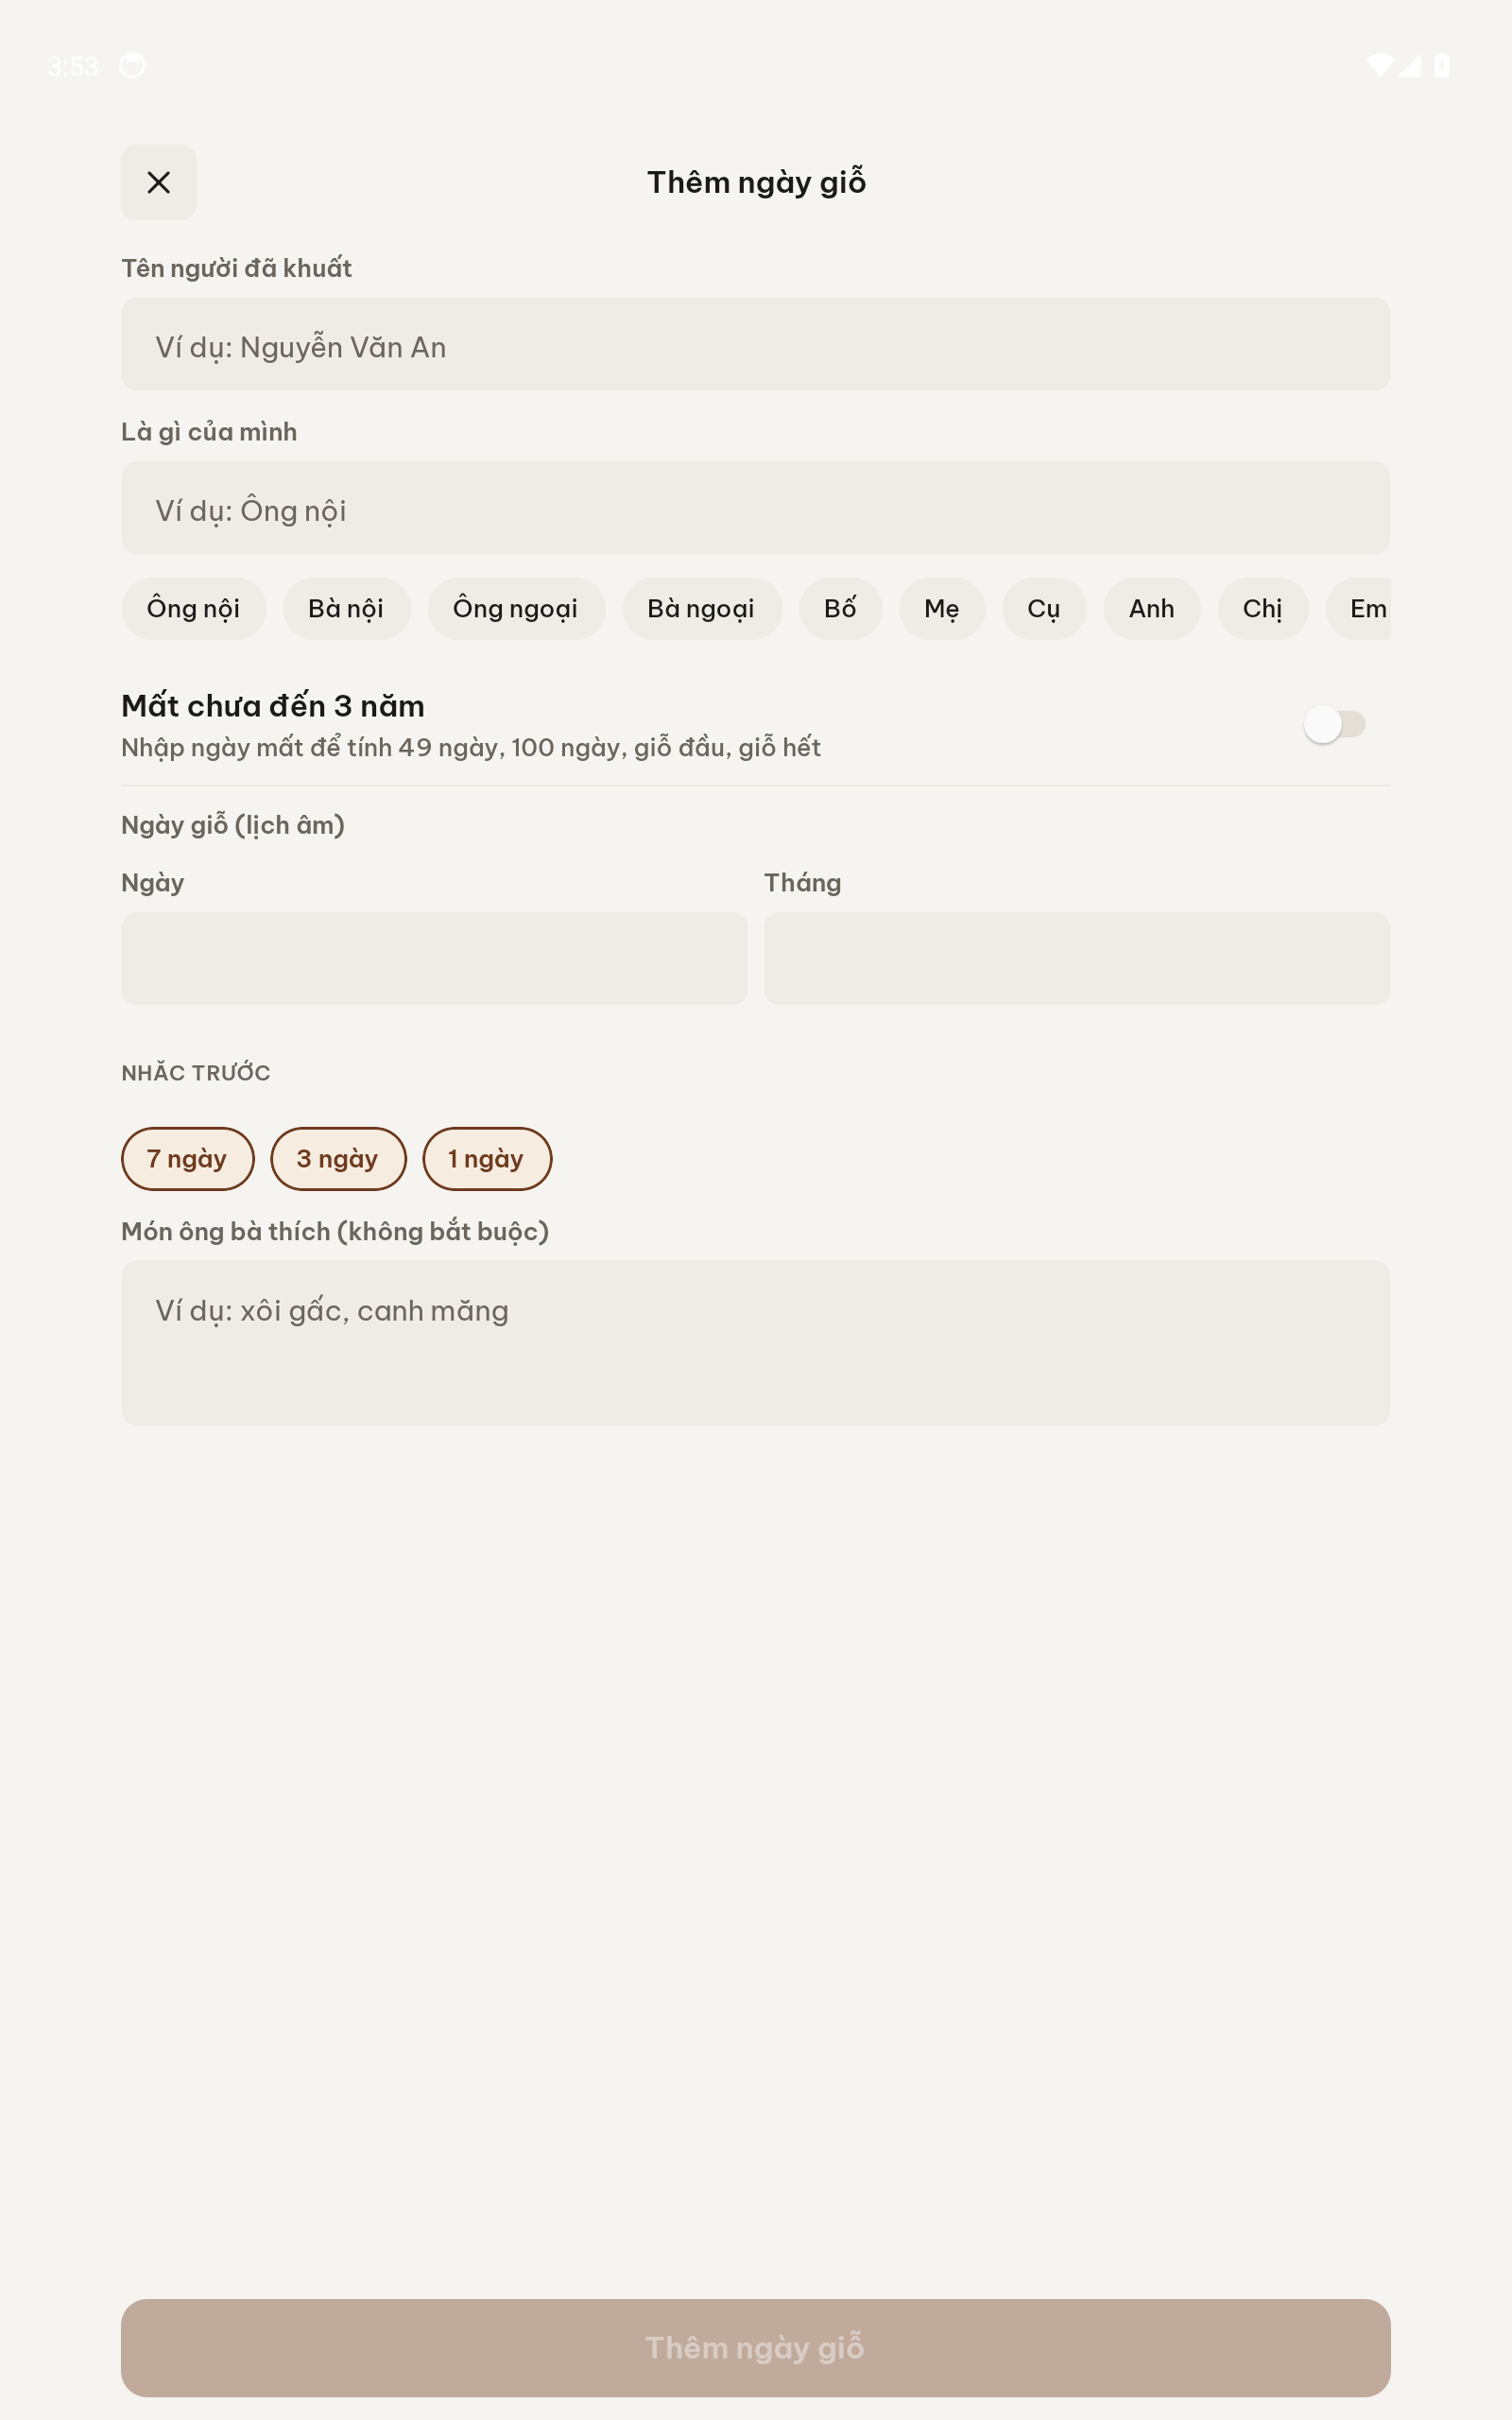 3:53
Thêm ngày giỗ
Tên người đã khuất
Ví dụ: Nguyễn Văn An
Là gì của mình
Ví dụ: Ông nội
Ông nội
Bà nội
Ông ngoại
Bà ngoại
Bố
Mẹ
Cụ
Anh
Chị
Em
Mất chưa đến 3 năm
Nhập ngày mất để tính 49 ngày, 100 ngày, giỗ đầu, giỗ hết
Ngày giỗ (lịch âm)
Ngày
Tháng
NHẮC TRƯỚC
7 ngày
3 ngày
1 ngày
Món ông bà thích (không bắt buộc)
Ví dụ: xôi gấc, canh măng
Thêm ngày giỗ